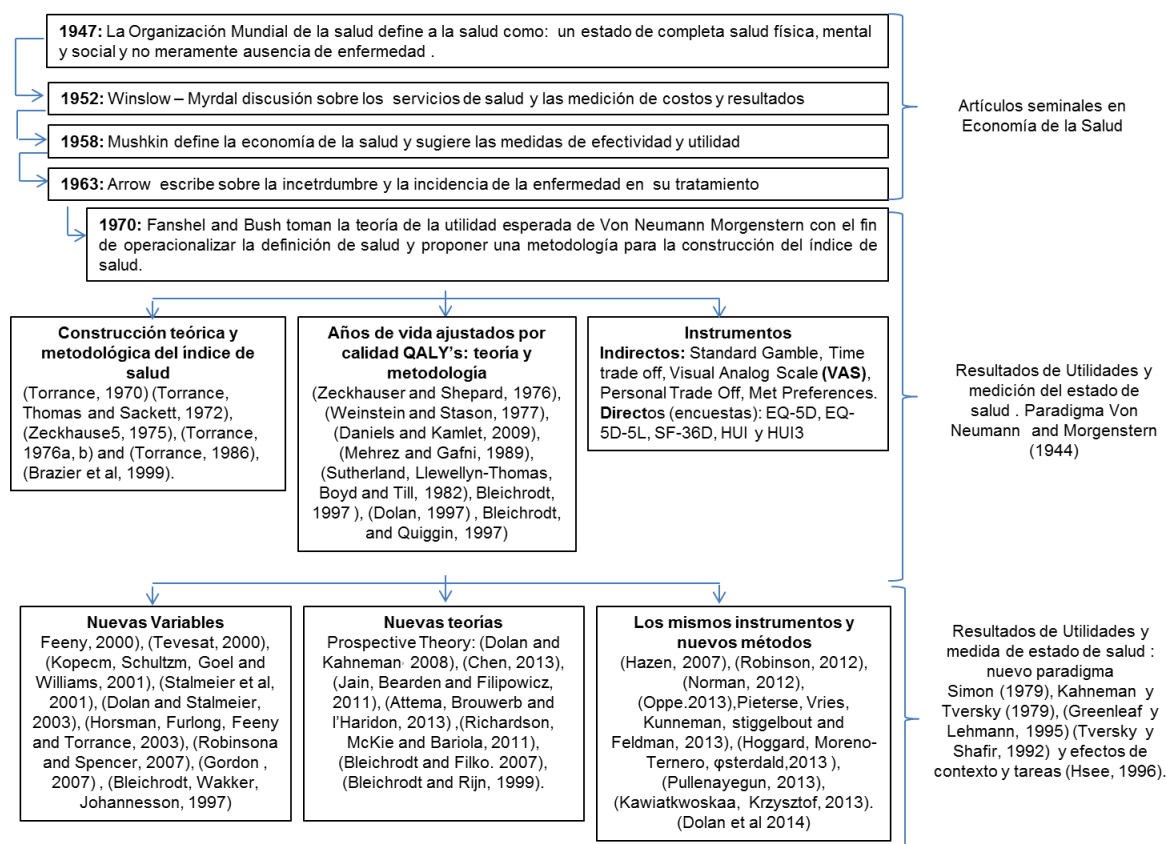 1947: La Organización Mundial de la salud define a la salud como: un estado de completa salud física, mental
y social y no meramente ausencia de enfermedad .
1952: Winslow – Myrdal discusión sobre los servicios de salud y las medición de costos y resultados
1958: Mushkin define la economía de la salud y sugiere las medidas de efectividad y utilidad
1963: Arrow escribe sobre la incetrdumbre y la incidencia de la enfermedad en su tratamiento
Artículos seminales en
Economía de la Salud
1970: Fanshel and Bush toman la teoría de la utilidad esperada de Von Neumann Morgenstern con el fin
de operacionalizar la definición de salud y proponer una metodología para la construcción del índice de
salud.
Construcción teórica y
metodológica del índice de
salud
(Torrance, 1970) (Torrance,
Thomas and Sackett, 1972),
(Zeckhause5, 1975), (Torrance,
1976a, b) and (Torrance, 1986),
(Brazier et al, 1999).
Años de vida ajustados por
calidad QALY's: teoría y
metodología
(Zeckhauser and Shepard, 1976),
(Weinstein and Stason, 1977),
(Daniels and Kamlet, 2009),
(Mehrez and Gafni, 1989),
(Sutherland, Llewellyn-Thomas,
Boyd and Till, 1982), Bleichrodt,
1997 ), (Dolan, 1997) , Bleichrodt,
and Quiggin, 1997)
Instrumentos
Indirectos: Standard Gamble, Time
trade off, Visual Analog Scale (VAS),
Personal Trade Off, Met Preferences.
Directos (encuestas): EQ-5D, EQ-
5D-5L, SF-36D, HUI y HUI3
Resultados de Utilidades y
medición del estado de
salud . Paradigma Von
Neumann and Morgenstern
(1944)
Nuevas Variables
Feeny, 2000), (Tevesat, 2000),
(Kopecm, Schultzm, Goel and
Williams, 2001), (Stalmeier et al,
2001), (Dolan and Stalmeier,
2003), (Horsman, Furlong, Feeny
and Torrance, 2003), (Robinsona
and Spencer, 2007), (Gordon ,
2007) , (Bleichrodt, Wakker,
Johannesson, 1997)
Nuevas teorías
Prospective Theory: (Dolan and
Kahneman, 2008), (Chen, 2013),
(Jain, Bearden and Filipowicz,
2011), (Attema, Brouwerb and
l'Haridon, 2013) ,(Richardson,
McKie and Bariola, 2011),
(Bleichrodt and Filko. 2007),
(Bleichrodt and Rijn, 1999).
Los mismos instrumentos y
nuevos métodos
(Hazen, 2007), (Robinson, 2012),
(Norman, 2012),
(Oppe.2013),Pieterse, Vries,
Kunneman, stiggelbout and
Feldman, 2013), (Hoggard, Moreno-
Ternero, φsterdald,2013 ),
(Pullenayegun, 2013),
(Kawiatkwoskaa, Krzysztof, 2013).
(Dolan et al 2014)
Resultados de Utilidades y
medida de estado de salud :
nuevo paradigma
Simon (1979), Kahneman y
Tversky (1979), (Greenleaf y
Lehmann, 1995) (Tversky y
Shafir, 1992) y efectos de
contexto y tareas (Hsee, 1996).